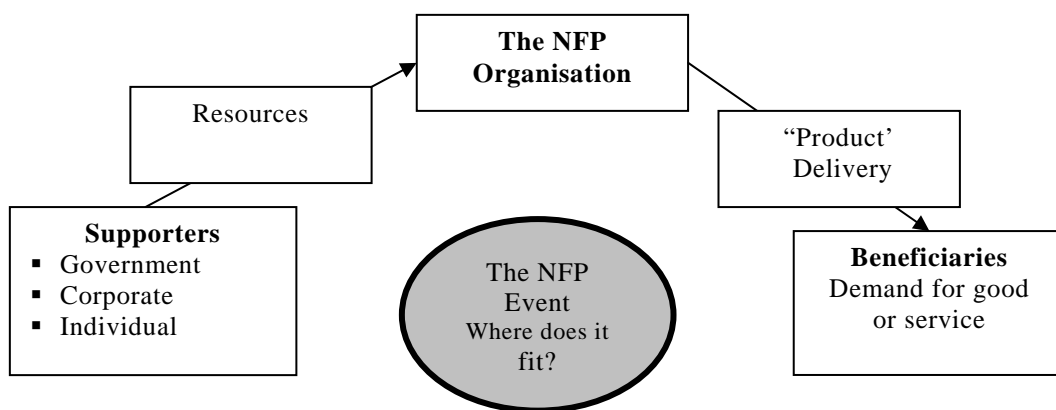 The NFP
Organisation
Resources
“Product’
Delivery
Supporters
▪ Government
▪ Corporate
▪ Individual
The NFP
Event
Where does it
fit?
Beneficiaries
Demand for good
or service